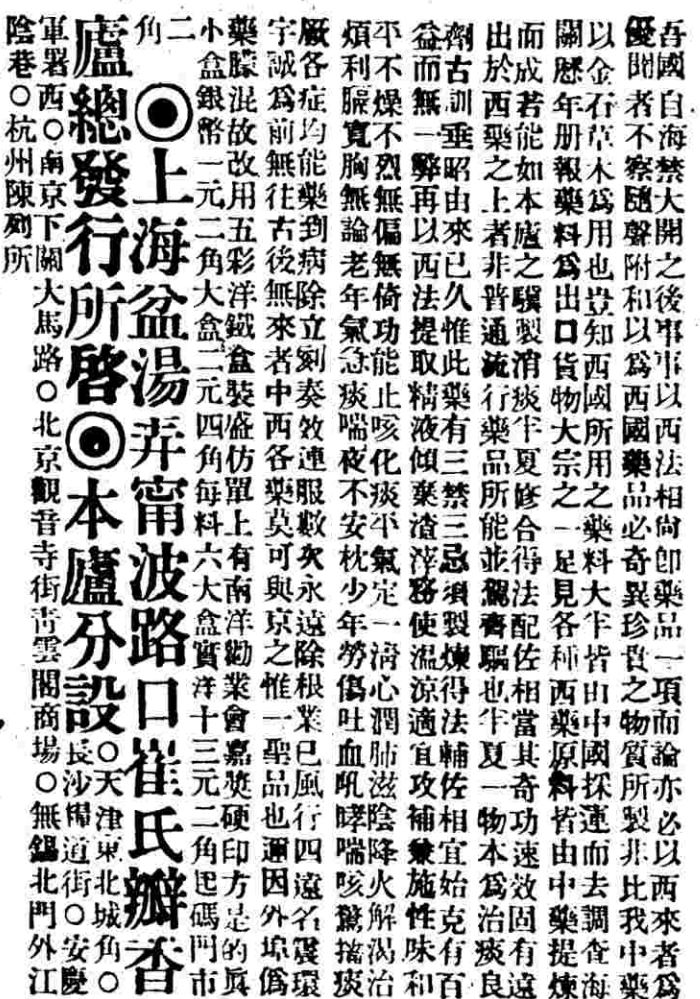 吾國自海禁大開之後事事以西法相尙卽藥品一項而論亦必以西來者爲
優聞者不察隨聲附和以爲西國藥品必奇異珍貴之物質所製非比我中藥
以金石草木爲用也豈知西國所用之藥料大半皆由中國採運而去調查海
關歷年册報藥料爲出口貨物大宗之一足見各種西藥原料皆由中藥提煉
而成若能如本廬之驥製消痰半夏修合得法配佐相當其奇功速效固有遠
出於西藥之上者非普通流行藥品所能並駕齊驅也半夏一物本爲治痰良
劑古訓垂昭由來已久惟此藥有三禁三忌須製煉得法輔佐相宜始克有百
益而無一弊再以西法提取精液傾棄渣滓務使溫涼適宜攻補兼施性味和
平不燥不烈無偏無倚功能止咳化痰平氣定一淸心潤肺滋陰降火解渴治
煩利膈寬胸無論老年氣急痰喘夜不安枕少年勞傷吐血吼哮喘咳驚搐痰
厥各症均能藥到病除立刻奏效連服數次永遠除根業已風行四遠名震環
宇誠爲前無往古後無來者中西各藥莫可與京之惟一聖品也邇因外埠僞
藥朦混故改用五彩洋鐵盒裝盛仿單上有南洋勸業會嘉奬硬印方是的眞
小盒銀幣一元二角大盒二元四角每料六大盒實洋十三元二角起碼門市
二角
◉上海盆湯弄甯波路口崔氏瓣香
廬總發行所啓◉本廬分設
○天津東北城角○
長沙糧道街○安慶
軍署西○南京下關大馬路○北京觀音寺街靑雲閣商場○無錫北門外江
陰巷○杭州陳列所